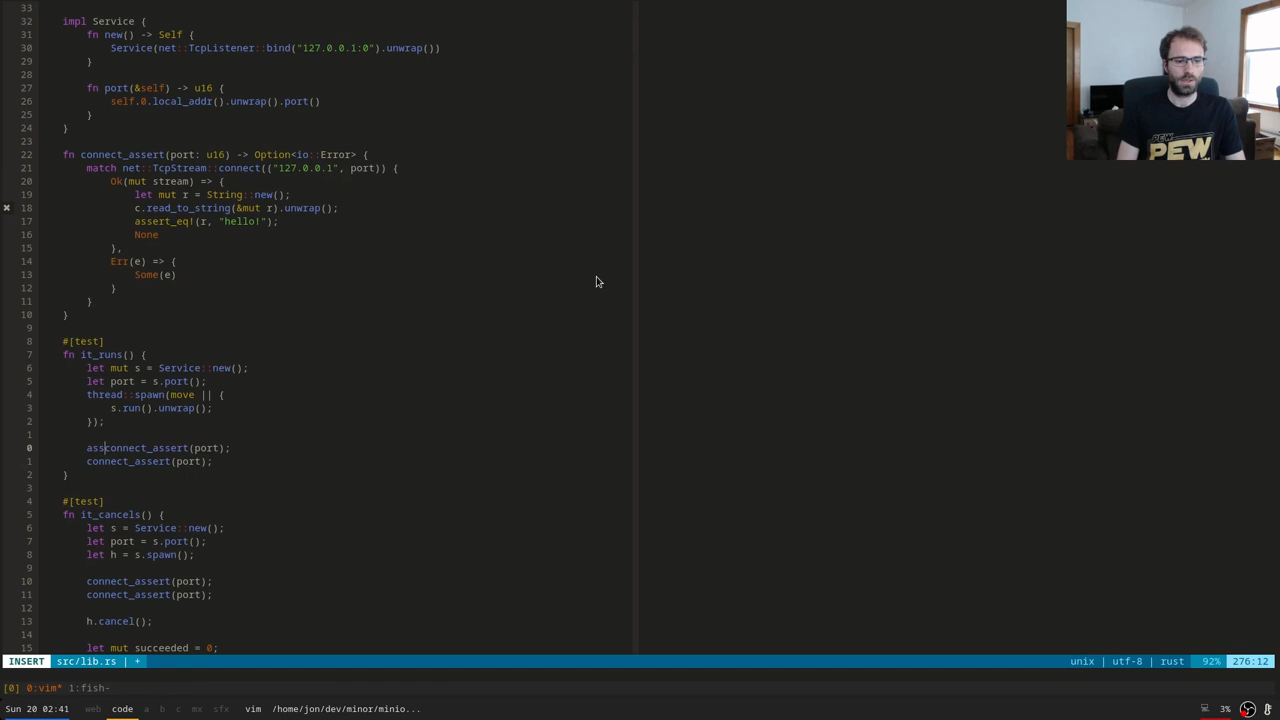 33
32 impl Service {
31 fn new() -> Self {
30 Service(net::TcpListener::bind("127.0.0.1:0").unwrap())
29 }
28
27 fn port(&self) -> u16 {
26 self.0.local_addr().unwrap().port()
25 }
24 }
23
22 fn connect_assert(port: u16) -> Option<io::Error> {
21 match net::TcpStream::connect(("127.0.0.1", port)) {
20 Ok(mut stream) => {
19 let mut r = String::new();
✖ 18 c.read_to_string(&mut r).unwrap();
17 assert_eq!(r, "hello!");
16 None
15 },
14 Err(e) => {
13 Some(e)
12 }
11 }
10 }
9
8 #[test]
7 fn it_runs() {
6 let mut s = Service::new();
5 let port = s.port();
4 thread::spawn(move || {
3 s.run().unwrap();
2 });
1
0 assconnect_assert(port);
1 connect_assert(port);
2 }
3
4 #[test]
5 fn it_cancels() {
6 let s = Service::new();
7 let port = s.port();
8 let h = s.spawn();
9
10 connect_assert(port);
11 connect_assert(port);
12
13 h.cancel();
14
15 let mut succeeded = 0;
INSERT src/lib.rs | + unix | utf-8 | rust 92% 276:12
[0] 0:vim* 1:fish-
Sun 20 02:41 web code a b c mx sfx vim /home/jon/dev/minor/minio... 3%
PEW
PEW